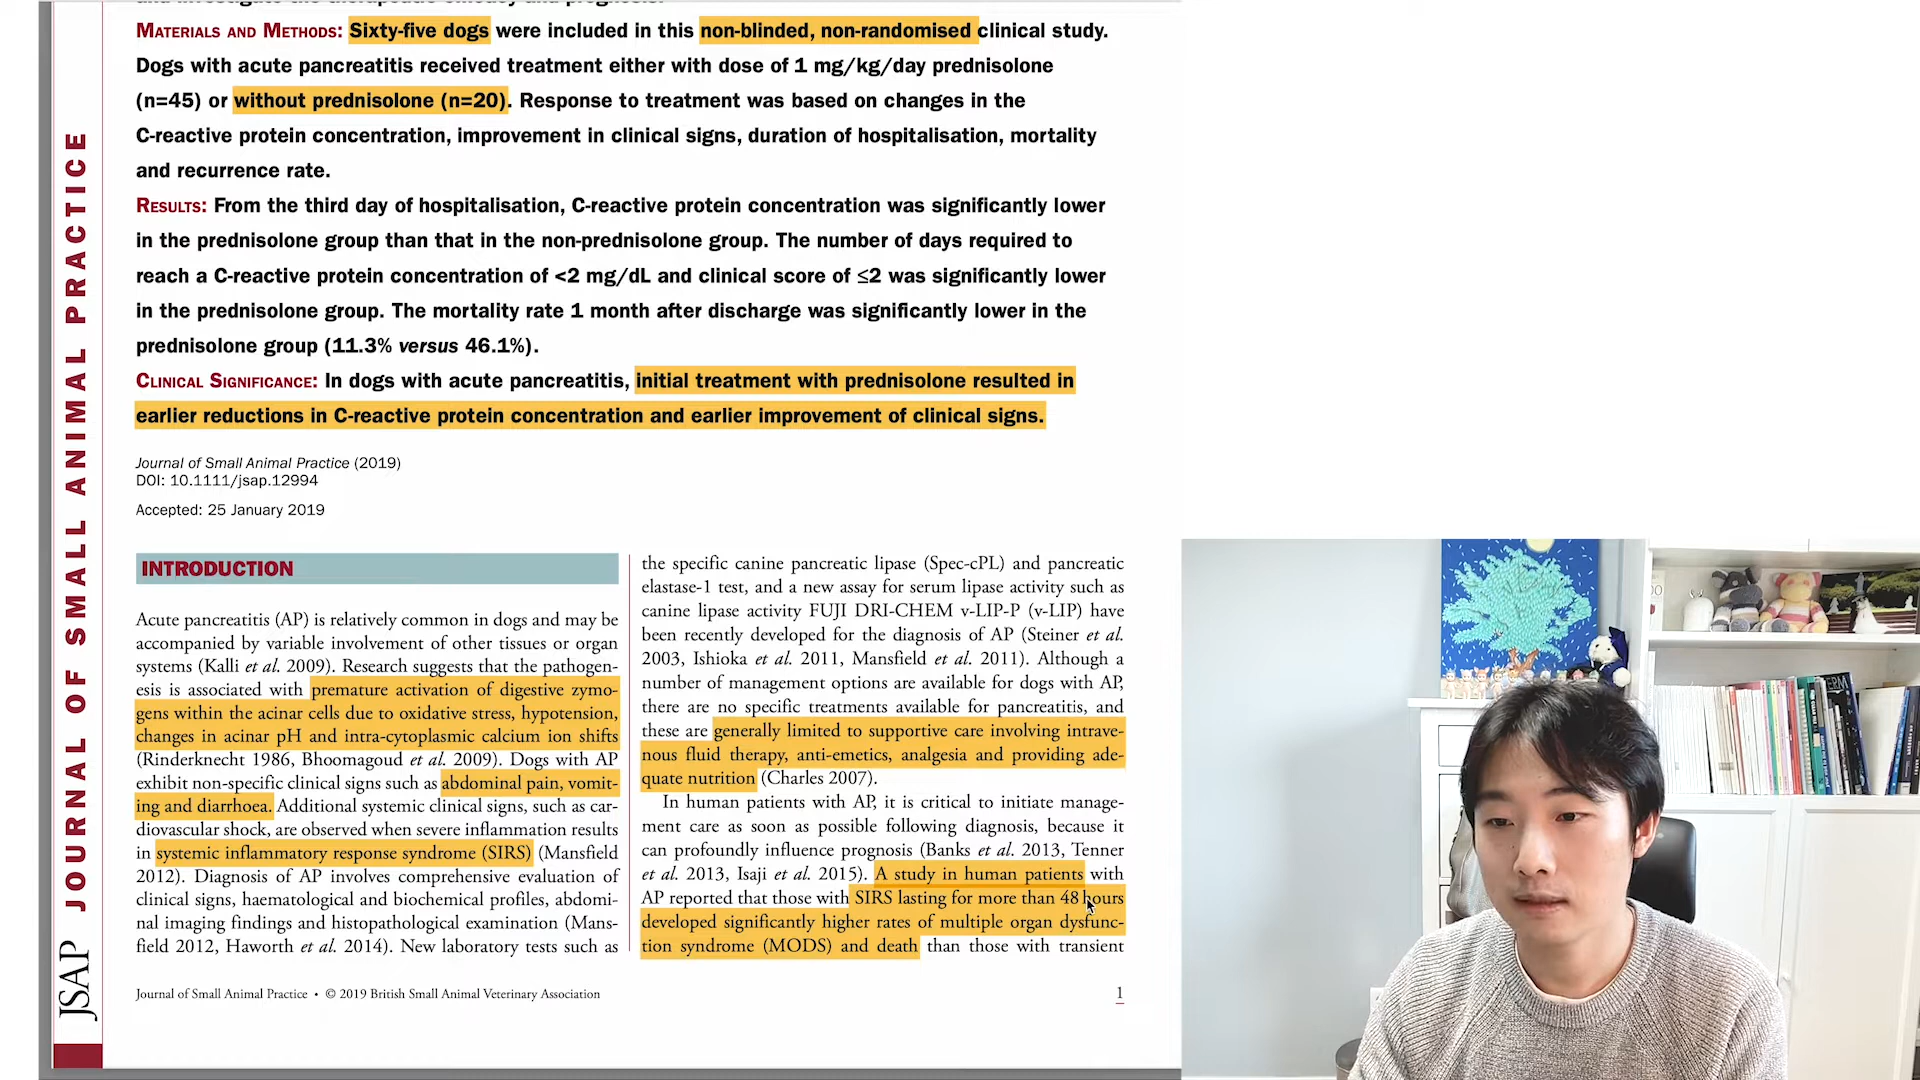 MATERIALS AND METHODS: Sixty-five dogs were included in this non-blinded, non-randomised clinical study.
Dogs with acute pancreatitis received treatment either with dose of 1 mg/kg/day prednisolone
(n=45) or without prednisolone (n=20). Response to treatment was based on changes in the
C-reactive protein concentration, improvement in clinical signs, duration of hospitalisation, mortality
and recurrence rate.
RESULTS: From the third day of hospitalisation, C-reactive protein concentration was significantly lower
in the prednisolone group than that in the non-prednisolone group. The number of days required to
reach a C-reactive protein concentration of <2 mg/dL and clinical score of ≤2 was significantly lower
in the prednisolone group. The mortality rate 1 month after discharge was significantly lower in the
prednisolone group (11.3% versus 46.1%).
CLINICAL SIGNIFICANCE: In dogs with acute pancreatitis, initial treatment with prednisolone resulted in
earlier reductions in C-reactive protein concentration and earlier improvement of clinical signs.
Journal of Small Animal Practice (2019)
DOI: 10.1111/jsap.12994
Accepted: 25 January 2019
INTRODUCTION
Acute pancreatitis (AP) is relatively common in dogs and may be
accompanied by variable involvement of other tissues or organ
systems (Kalli et al. 2009). Research suggests that the pathogen-
esis is associated with premature activation of digestive zymo-
gens within the acinar cells due to oxidative stress, hypotension,
changes in acinar pH and intra-cytoplasmic calcium ion shifts
(Rinderknecht 1986, Bhoomagoud et al. 2009). Dogs with AP
exhibit non-specific clinical signs such as abdominal pain, vomit-
ing and diarrhoea. Additional systemic clinical signs, such as car-
diovascular shock, are observed when severe inflammation results
in systemic inflammatory response syndrome (SIRS) (Mansfield
2012). Diagnosis of AP involves comprehensive evaluation of
clinical signs, haematological and biochemical profiles, abdomi-
nal imaging findings and histopathological examination (Mans-
field 2012, Haworth et al. 2014). New laboratory tests such as
the specific canine pancreatic lipase (Spec-cPL) and pancreatic
elastase-1 test, and a new assay for serum lipase activity such as
canine lipase activity FUJI DRI-CHEM v-LIP-P (v-LIP) have
been recently developed for the diagnosis of AP (Steiner et al.
2003, Ishioka et al. 2011, Mansfield et al. 2011). Although a
number of management options are available for dogs with AP,
there are no specific treatments available for pancreatitis, and
these are generally limited to supportive care involving intrave-
nous fluid therapy, anti-emetics, analgesia and providing ade-
quate nutrition (Charles 2007).
In human patients with AP, it is critical to initiate manage-
ment care as soon as possible following diagnosis, because it
can profoundly influence prognosis (Banks et al. 2013, Tenner
et al. 2013, Isaji et al. 2015). A study in human patients with
AP reported that those with SIRS lasting for more than 48 hours
developed significantly higher rates of multiple organ dysfunc-
tion syndrome (MODS) and death than those with transient
Journal of Small Animal Practice • © 2019 British Small Animal Veterinary Association
1
JOURNAL OF SMALL ANIMAL PRACTICE
JSAP